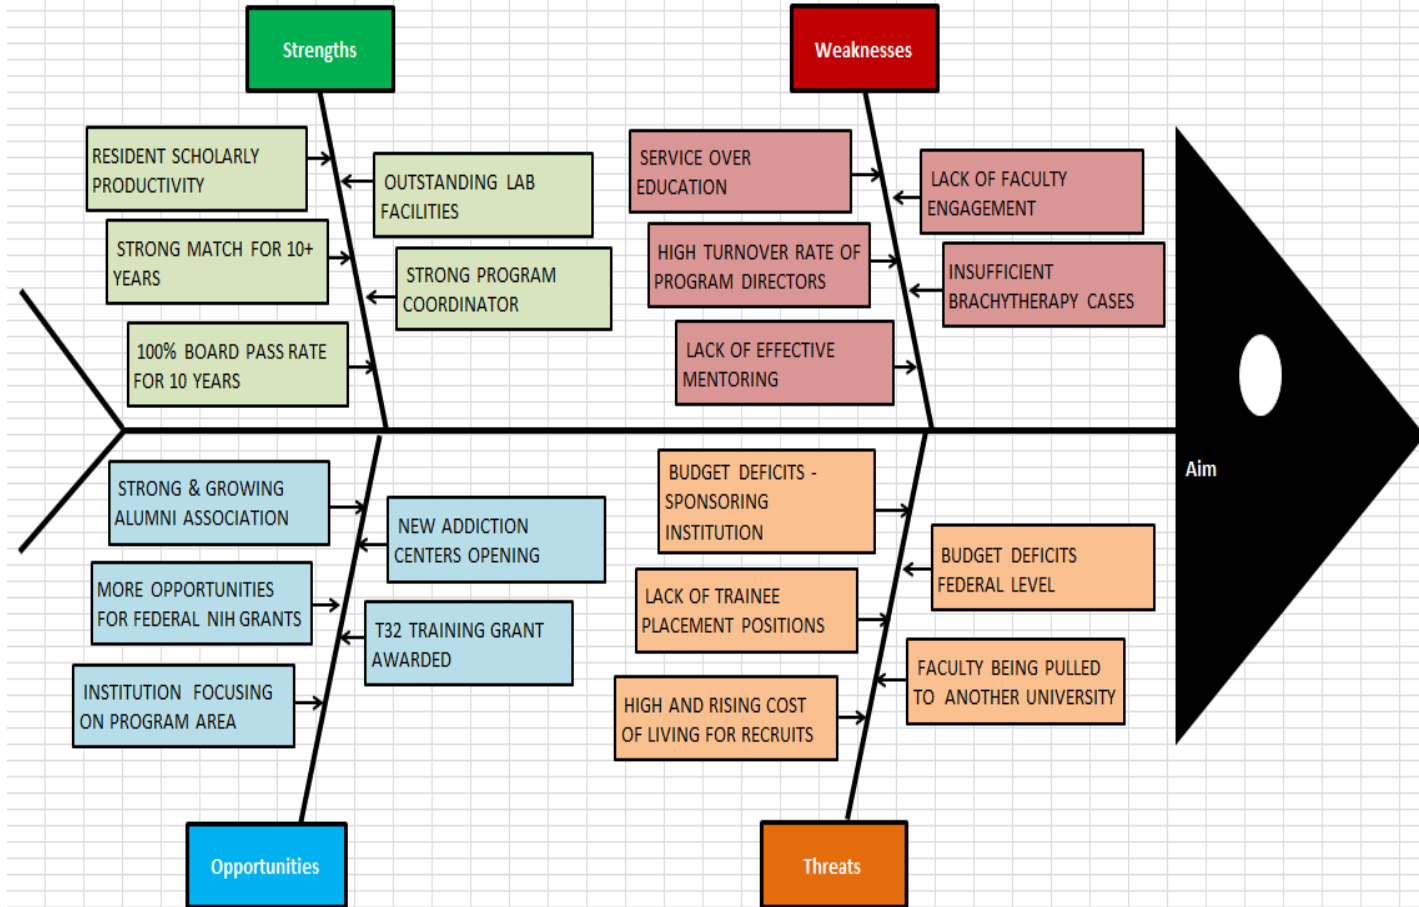 Strengths
Weaknesses
RESIDENT SCHOLARLY
PRODUCTIVITY
OUTSTANDING LAB
FACILITIES
STRONG MATCH FOR 10+
YEARS
STRONG PROGRAM
COORDINATOR
100% BOARD PASS RATE
FOR 10 YEARS
SERVICE OVER
EDUCATION
LACK OF FACULTY
ENGAGEMENT
HIGH TURNOVER RATE OF
PROGRAM DIRECTORS
INSUFFICIENT
BRACHYTHERAPY CASES
LACK OF EFFECTIVE
MENTORING
Aim
STRONG & GROWING
ALUMNI ASSOCIATION
NEW ADDICTION
CENTERS OPENING
MORE OPPORTUNITIES
FOR FEDERAL NIH GRANTS
T32 TRAINING GRANT
AWARDED
INSTITUTION FOCUSING
ON PROGRAM AREA
BUDGET DEFICITS -
SPONSORING
INSTITUTION
BUDGET DEFICITS
FEDERAL LEVEL
LACK OF TRAINEE
PLACEMENT POSITIONS
FACULTY BEING PULLED
TO ANOTHER UNIVERSITY
HIGH AND RISING COST
OF LIVING FOR RECRUITS
Opportunities
Threats